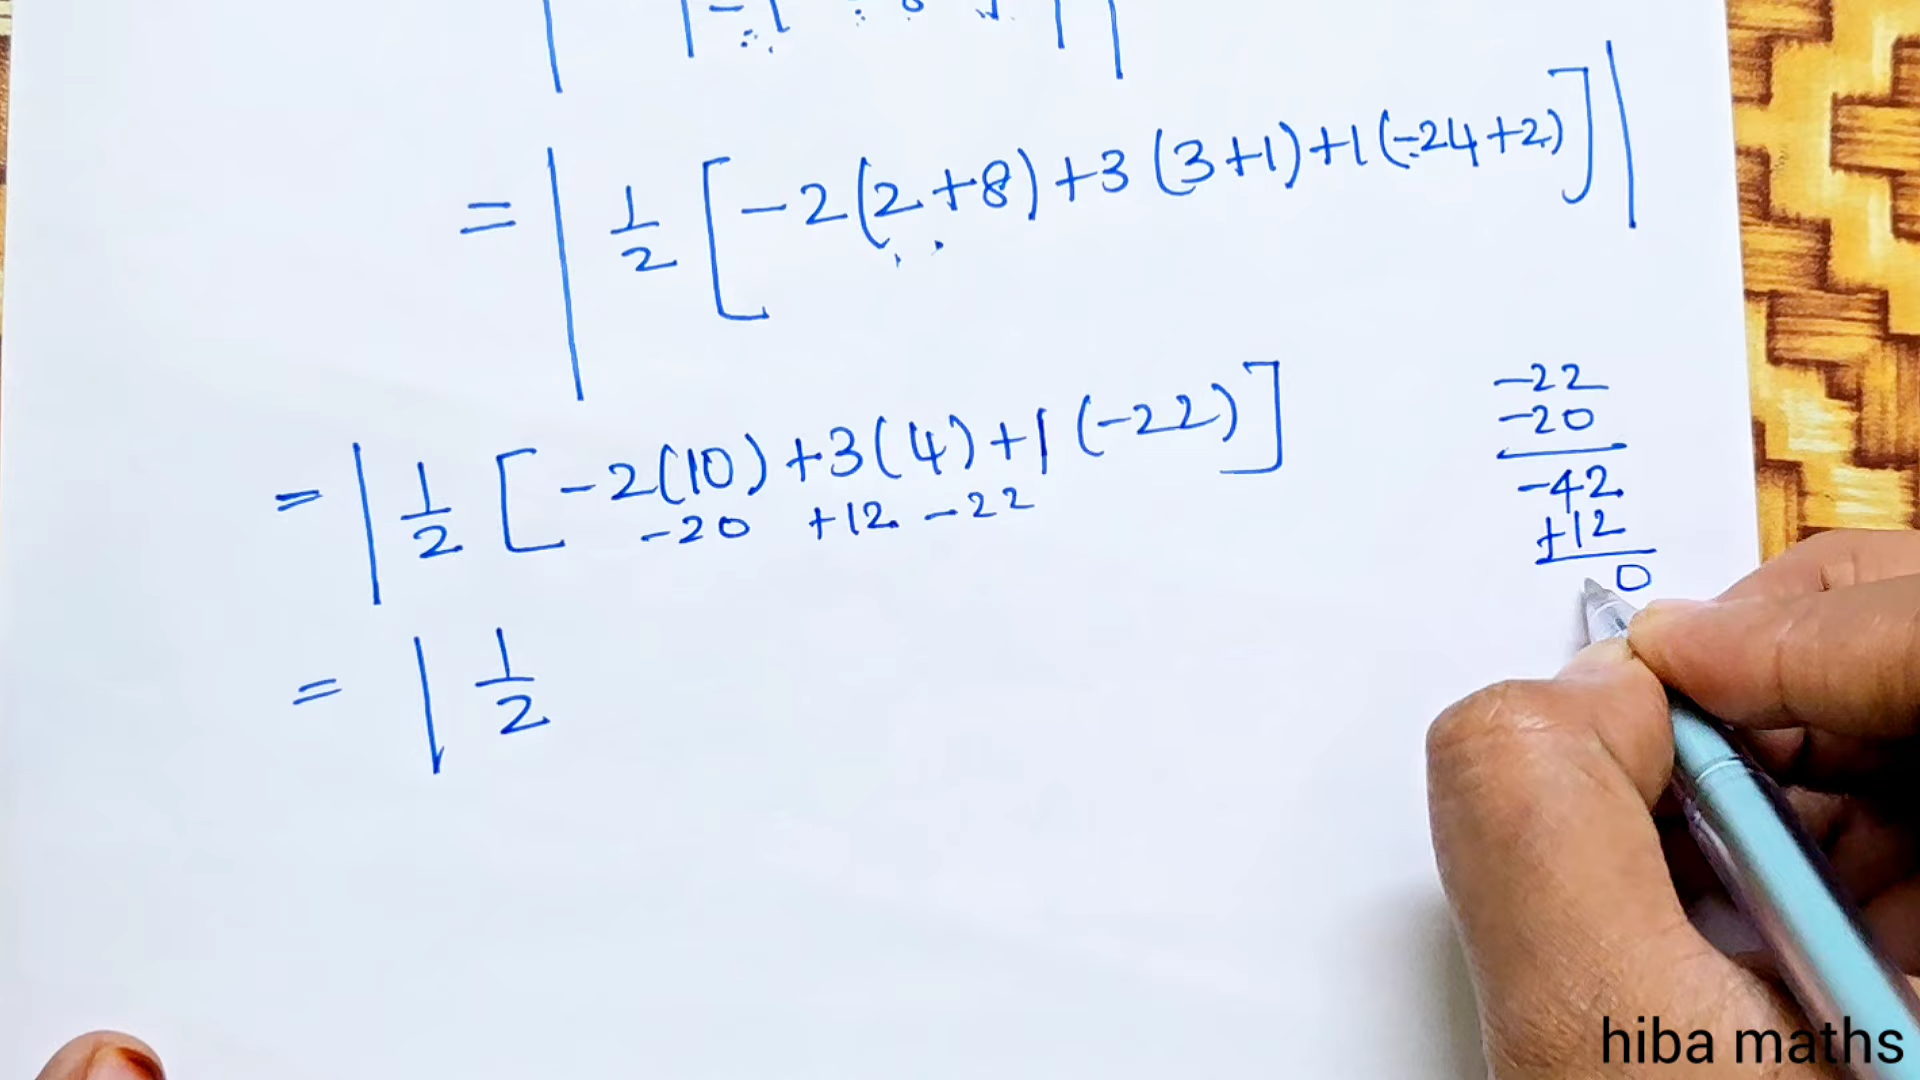 = | 1/2 [ -2(2+8)+3(3+1)+1(-24+2) ] |
= | 1/2 [ -2(10)+3(4)+1(-22) ]
-20 +12 -22
= | 1/2
-22
-20
-42
+12
0
hiba maths